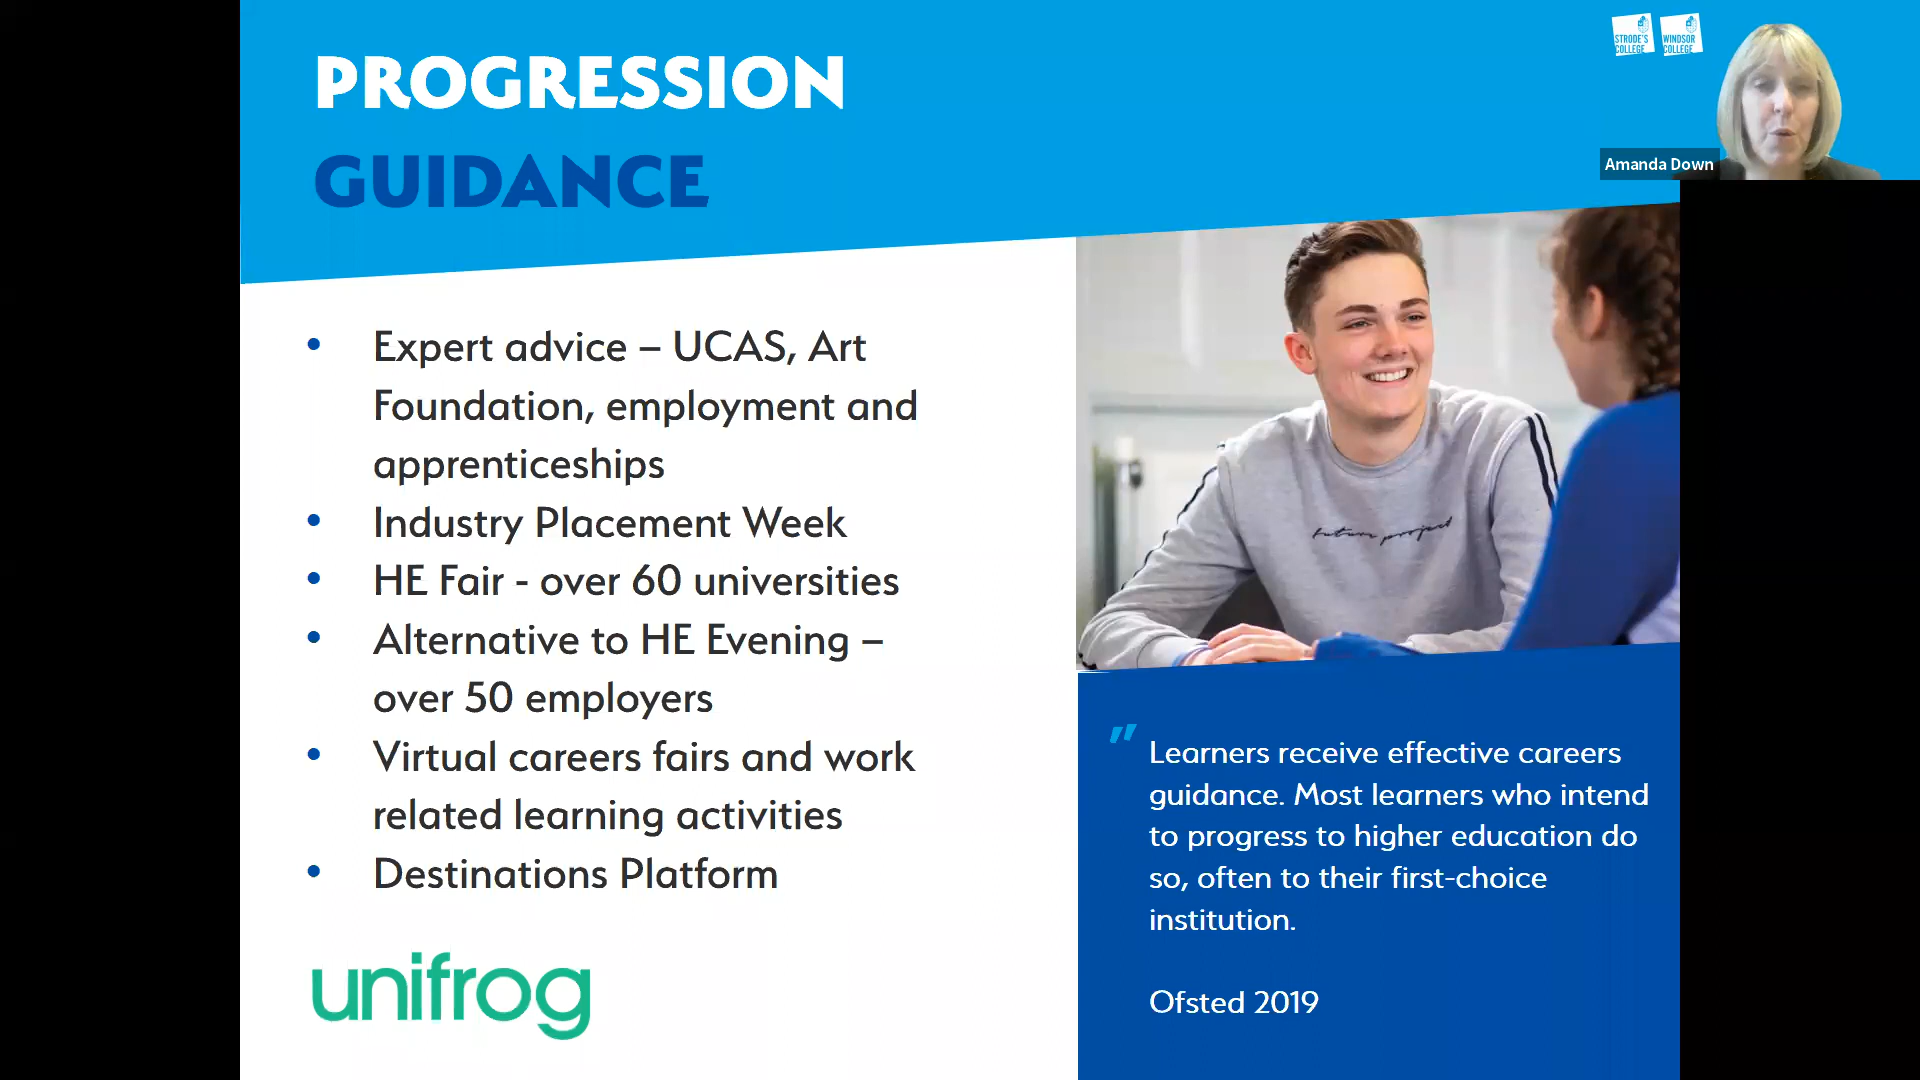 PROGRESSION
GUIDANCE
STRODE'S
COLLEGE
WINDSOR
COLLEGE
Amanda Down
• Expert advice – UCAS, Art
Foundation, employment and
apprenticeships
• Industry Placement Week
• HE Fair - over 60 universities
• Alternative to HE Evening –
over 50 employers
• Virtual careers fairs and work
related learning activities
• Destinations Platform
unifrog
future project
" Learners receive effective careers
guidance. Most learners who intend
to progress to higher education do
so, often to their first-choice
institution.
Ofsted 2019